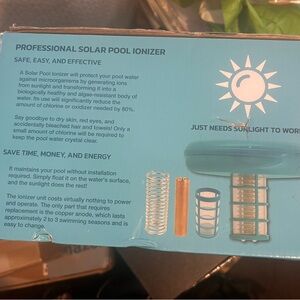 PROFESSIONAL SOLAR POOL IONIZER
SAFE, EASY, AND EFFECTIVE
A Solar Pool Ionizer will protect your pool water
against microorganisms by generating ions
from sunlight and transforming it into a
biologically healthy and algae-resistant body of
water. Its use will significantly reduce the
amount of chlorine or oxidizer needed by 80%.
Say goodbye to dry skin, red eyes, and
accidentally bleached hair and towels! Only a
small amount of chlorine will be required to
keep the pool water crystal clear.
JUST NEEDS SUNLIGHT TO WORK
SAVE TIME, MONEY, AND ENERGY
It maintains your pool without installation
required. Simply float it on the water's surface,
and the sunlight does the rest!
The ionizer unit costs virtually nothing to power
and operate. The only part that requires
replacement is the copper anode, which lasts
approximately 2 to 3 swimming seasons and is
easy to change.